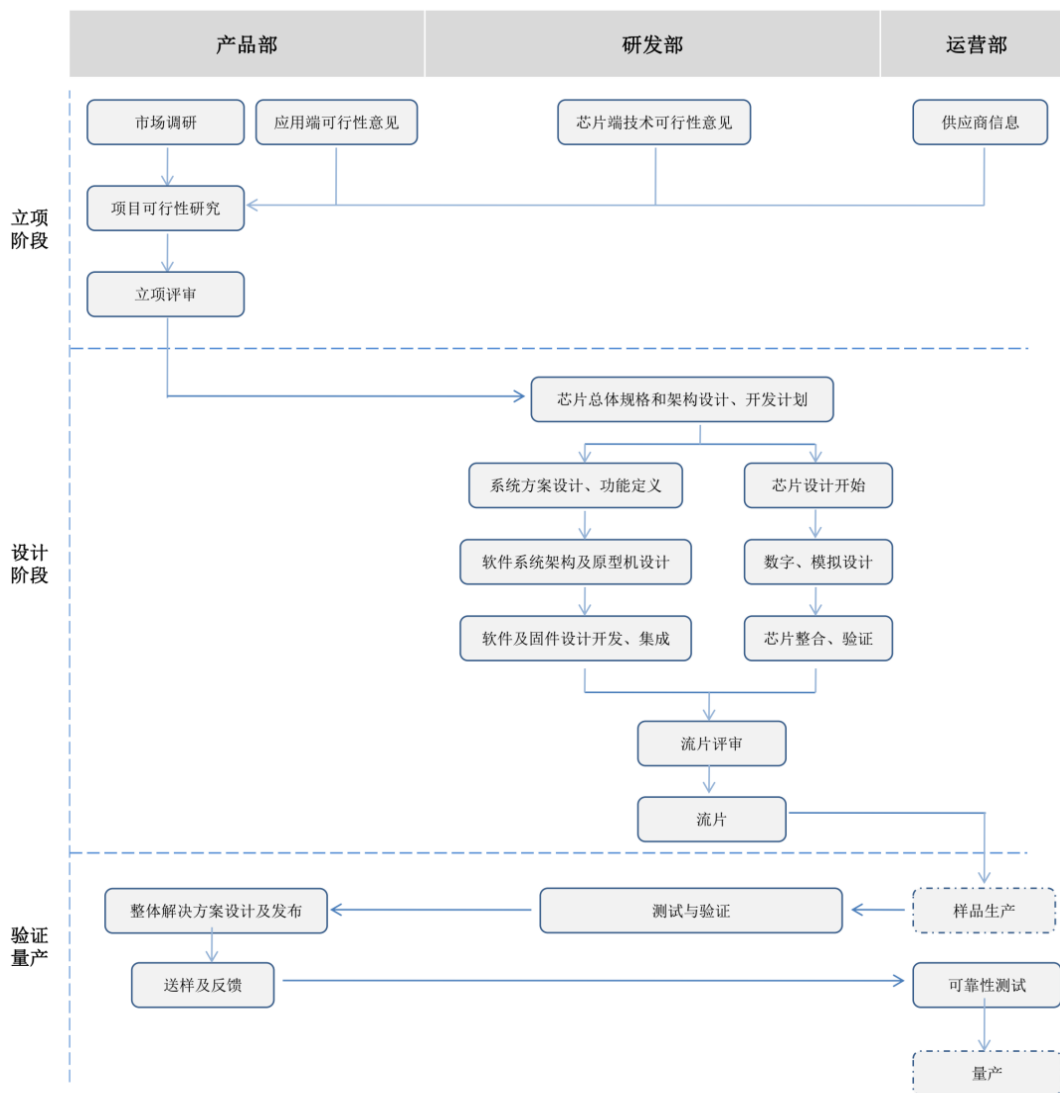 产品部
研发部
运营部
立项
阶段
市场调研
应用端可行性意见
芯片端技术可行性意见
供应商信息
项目可行性研究
立项评审
设计
阶段
芯片总体规格和架构设计、开发计划
系统方案设计、功能定义
芯片设计开始
软件系统架构及原型机设计
数字、模拟设计
软件及固件设计开发、集成
芯片整合、验证
流片评审
流片
验证
量产
整体解决方案设计及发布
测试与验证
样品生产
送样及反馈
可靠性测试
量产